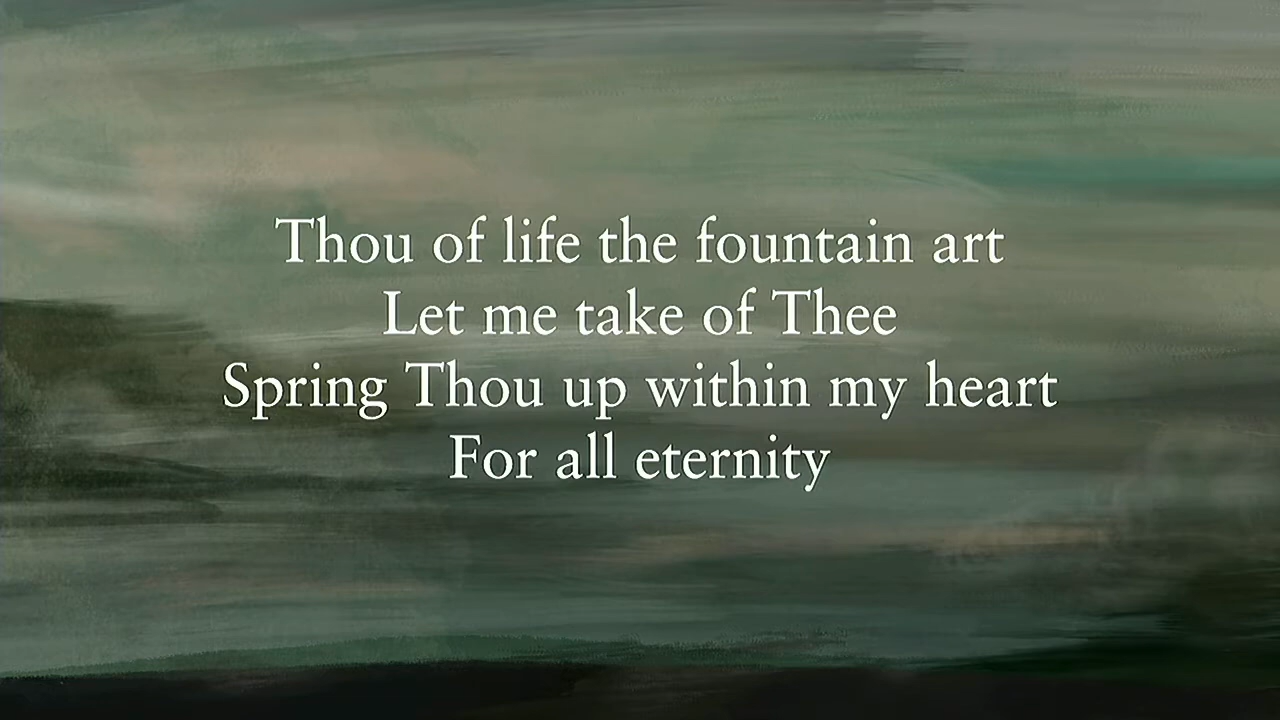 Thou of life the fountain art
Let me take of Thee
Spring Thou up within my heart
For all eternity